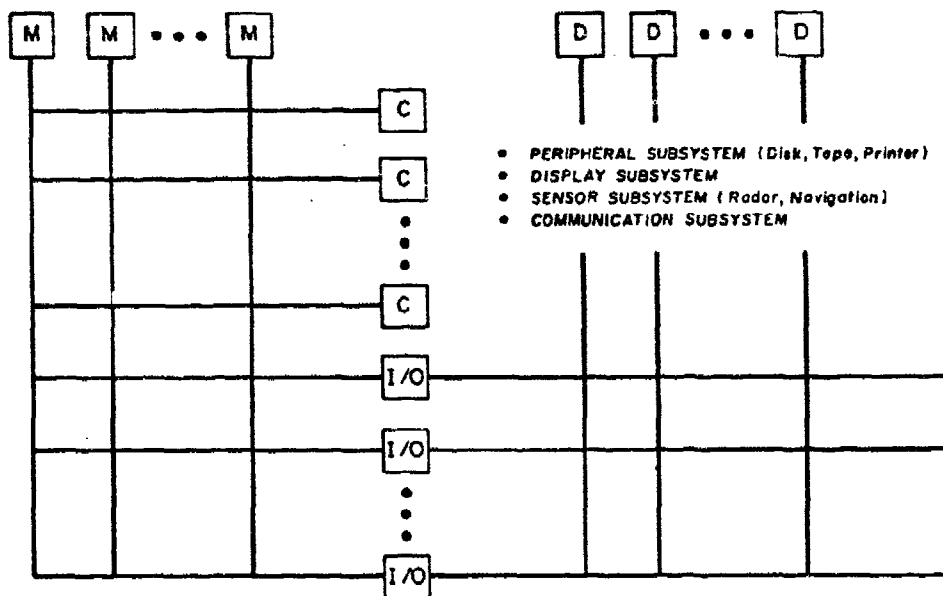 M M • • • M D D • • • D
C
• PERIPHERAL SUBSYSTEM (Disk, Tape, Printer)
• DISPLAY SUBSYSTEM
C
• SENSOR SUBSYSTEM (Radar, Navigation)
• COMMUNICATION SUBSYSTEM
C
I/O
I/O
I/O